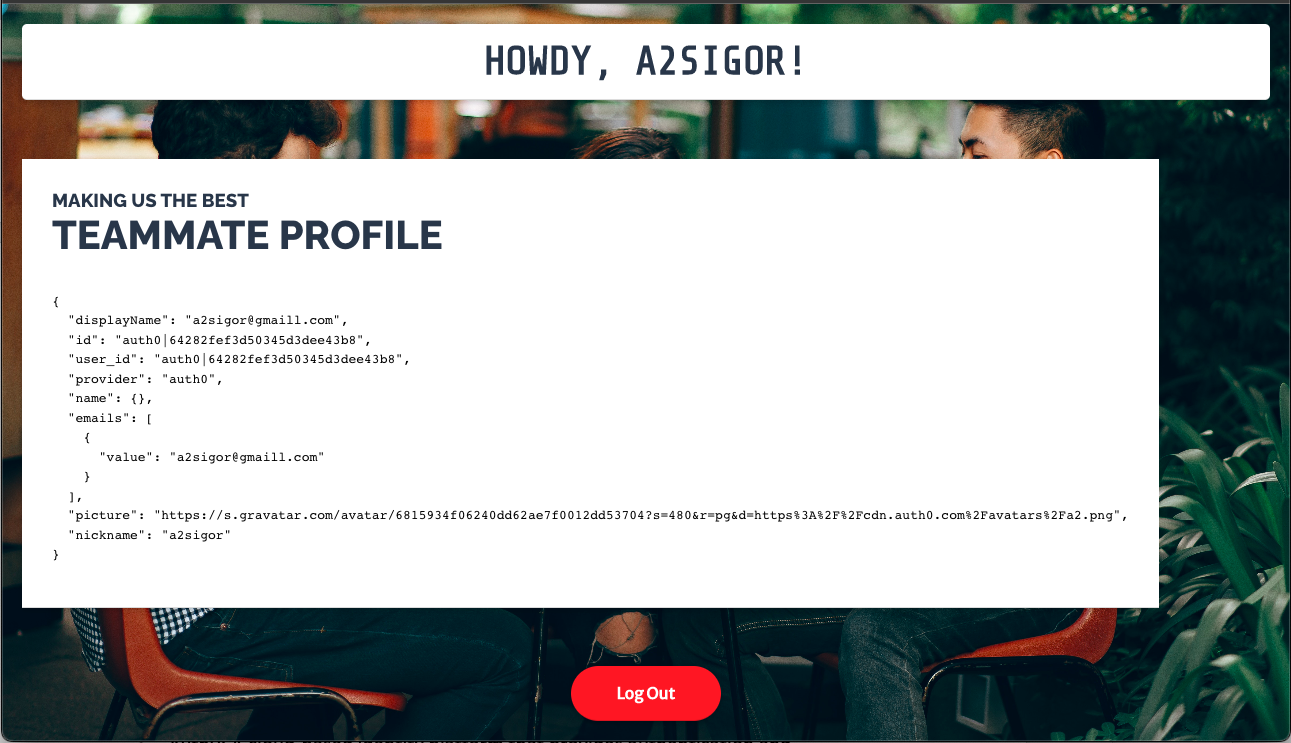 HOWDY, A2SIGOR!
MAKING US THE BEST
TEAMMATE PROFILE
{
"displayName": "a2sigor@gmaill.com",
"id": "auth0|64282fef3d50345d3dee43b8",
"user_id": "auth0|64282fef3d50345d3dee43b8",
"provider": "auth0",
"name": {},
"emails": [
{
"value": "a2sigor@gmaill.com"
}
],
"picture": "https://s.gravatar.com/avatar/6815934f06240dd62ae7f0012dd53704?s=480&r=pg&d=https%3A%2F%2Fcdn.auth0.com%2Favatars%2Fa2.png",
"nickname": "a2sigor"
}
Log Out